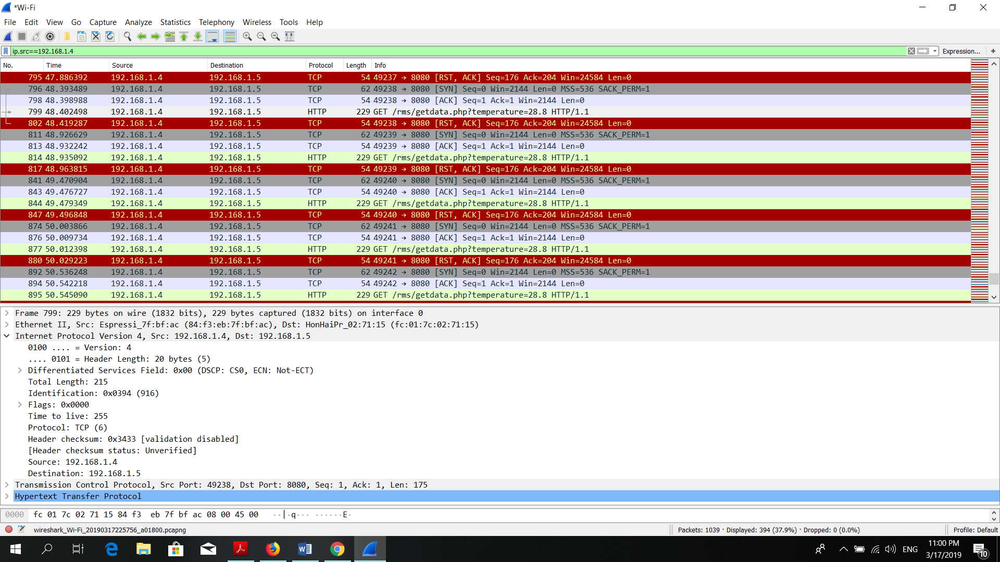 *Wi-Fi
File Edit View Go Capture Analyze Statistics Telephony Wireless Tools Help
ip.src==192.168.1.4 Expression... +
No. Time Source Destination Protocol Length Info
795 47.886392 192.168.1.4 192.168.1.5 TCP 54 49237 → 8080 [RST, ACK] Seq=176 Ack=204 Win=24584 Len=0
796 48.393489 192.168.1.4 192.168.1.5 TCP 62 49238 → 8080 [SYN] Seq=0 Win=2144 Len=0 MSS=536 SACK_PERM=1
798 48.398988 192.168.1.4 192.168.1.5 TCP 54 49238 → 8080 [ACK] Seq=1 Ack=1 Win=2144 Len=0
799 48.402498 192.168.1.4 192.168.1.5 HTTP 229 GET /rms/getdata.php?temperature=28.8 HTTP/1.1
802 48.419287 192.168.1.4 192.168.1.5 TCP 54 49238 → 8080 [RST, ACK] Seq=176 Ack=204 Win=24584 Len=0
811 48.926629 192.168.1.4 192.168.1.5 TCP 62 49239 → 8080 [SYN] Seq=0 Win=2144 Len=0 MSS=536 SACK_PERM=1
813 48.932242 192.168.1.4 192.168.1.5 TCP 54 49239 → 8080 [ACK] Seq=1 Ack=1 Win=2144 Len=0
814 48.935092 192.168.1.4 192.168.1.5 HTTP 229 GET /rms/getdata.php?temperature=28.8 HTTP/1.1
817 48.963815 192.168.1.4 192.168.1.5 TCP 54 49239 → 8080 [RST, ACK] Seq=176 Ack=204 Win=24584 Len=0
841 49.470904 192.168.1.4 192.168.1.5 TCP 62 49240 → 8080 [SYN] Seq=0 Win=2144 Len=0 MSS=536 SACK_PERM=1
843 49.476727 192.168.1.4 192.168.1.5 TCP 54 49240 → 8080 [ACK] Seq=1 Ack=1 Win=2144 Len=0
844 49.479349 192.168.1.4 192.168.1.5 HTTP 229 GET /rms/getdata.php?temperature=28.8 HTTP/1.1
847 49.496848 192.168.1.4 192.168.1.5 TCP 54 49240 → 8080 [RST, ACK] Seq=176 Ack=204 Win=24584 Len=0
874 50.003866 192.168.1.4 192.168.1.5 TCP 62 49241 → 8080 [SYN] Seq=0 Win=2144 Len=0 MSS=536 SACK_PERM=1
876 50.009734 192.168.1.4 192.168.1.5 TCP 54 49241 → 8080 [ACK] Seq=1 Ack=1 Win=2144 Len=0
877 50.012398 192.168.1.4 192.168.1.5 HTTP 229 GET /rms/getdata.php?temperature=28.8 HTTP/1.1
880 50.029223 192.168.1.4 192.168.1.5 TCP 54 49241 → 8080 [RST, ACK] Seq=176 Ack=204 Win=24584 Len=0
892 50.536248 192.168.1.4 192.168.1.5 TCP 62 49242 → 8080 [SYN] Seq=0 Win=2144 Len=0 MSS=536 SACK_PERM=1
894 50.542218 192.168.1.4 192.168.1.5 TCP 54 49242 → 8080 [ACK] Seq=1 Ack=1 Win=2144 Len=0
895 50.545090 192.168.1.4 192.168.1.5 HTTP 229 GET /rms/getdata.php?temperature=28.8 HTTP/1.1
Frame 799: 229 bytes on wire (1832 bits), 229 bytes captured (1832 bits) on interface 0
Ethernet II, Src: Espressi_7f:bf:ac (84:f3:eb:7f:bf:ac), Dst: HonHaiPr_02:71:15 (fc:01:7c:02:71:15)
Internet Protocol Version 4, Src: 192.168.1.4, Dst: 192.168.1.5
0100 .... = Version: 4
.... 0101 = Header Length: 20 bytes (5)
Differentiated Services Field: 0x00 (DSCP: CS0, ECN: Not-ECT)
Total Length: 215
Identification: 0x0394 (916)
Flags: 0x0000
Time to live: 255
Protocol: TCP (6)
Header checksum: 0x3433 [validation disabled]
[Header checksum status: Unverified]
Source: 192.168.1.4
Destination: 192.168.1.5
Transmission Control Protocol, Src Port: 49238, Dst Port: 8080, Seq: 1, Ack: 1, Len: 175
Hypertext Transfer Protocol
0000 fc 01 7c 02 71 15 84 f3 eb 7f bf ac 08 00 45 00 ··|·q··· ······E·
wireshark_Wi-Fi_20190317225756_a01800.pcapng Packets: 1039 · Displayed: 394 (37.9%) · Dropped: 0 (0.0%) Profile: Default
ENG 11:00 PM
3/17/2019 10